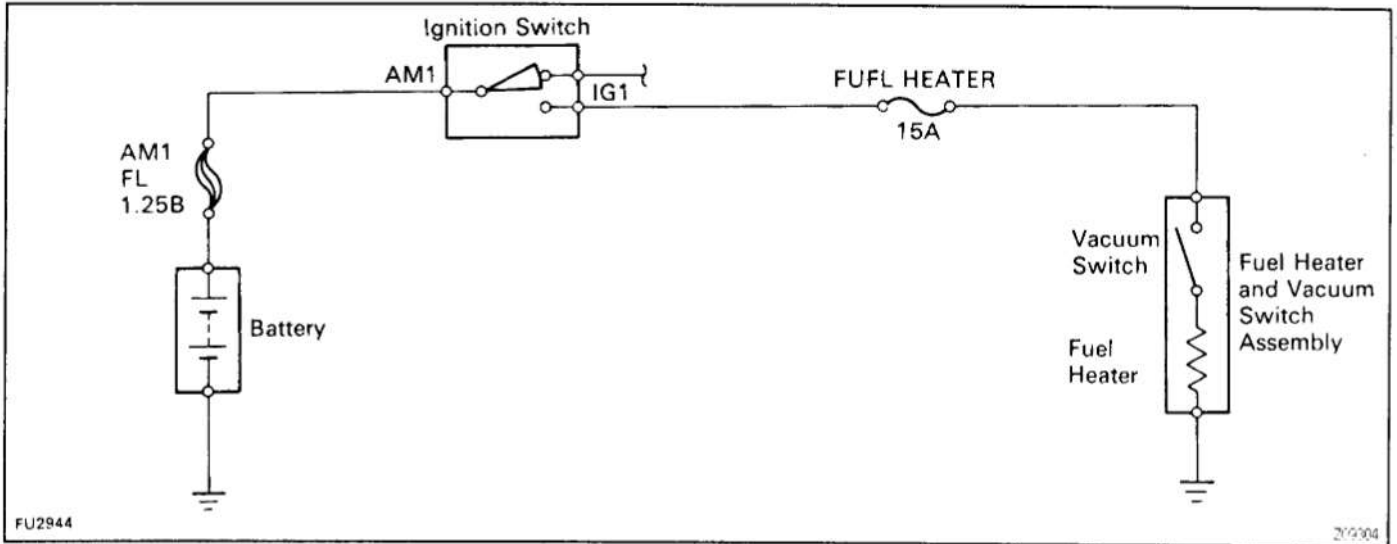 Ignition Switch
AM1
IG1
FUFL HEATER
15A
AM1
FL
1.25B
Battery
Vacuum
Switch
Fuel
Heater
Fuel Heater
and Vacuum
Switch
Assembly
FU2944
Z09304